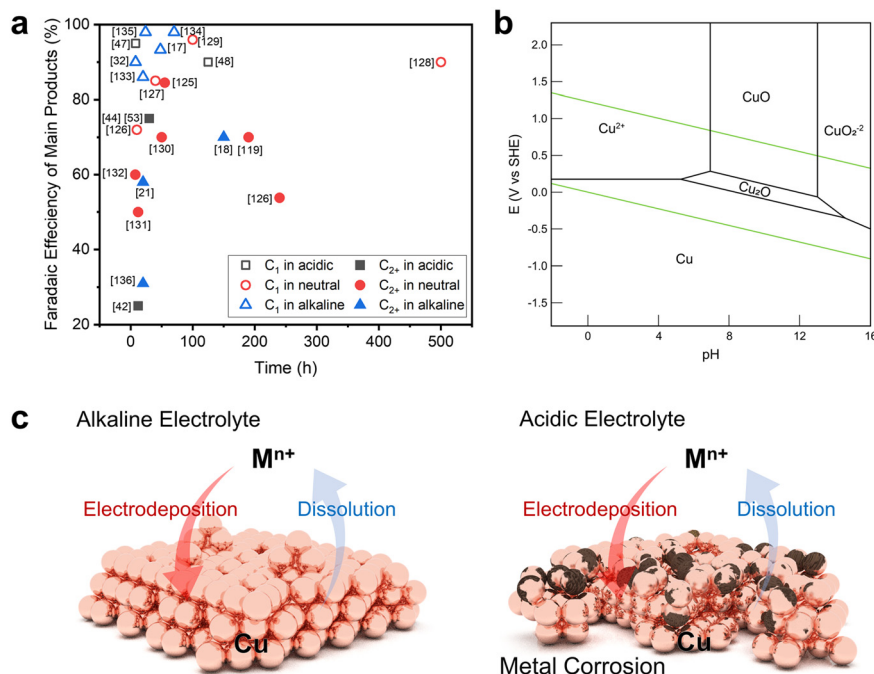 a
Faradaic Effeciency of Main Products (%)
100
90
80
70
60
50
40
30
20
[135]
[134]
[47]
[129]
[17]
[32]
[48]
[128]
[133]
[125]
[127]
[44] [53]
[126]
[130]
[18]
[119]
[132]
[21]
[126]
[131]
[136]
[42]
C1 in acidic
C2+ in acidic
C1 in neutral
C2+ in neutral
C1 in alkaline
C2+ in alkaline
0 100 200 300 400 500
Time (h)
b
E (V vs SHE)
2.0
1.5
1.0
0.5
0.0
-0.5
-1.0
-1.5
CuO
Cu2+
CuO2-2
Cu2O
Cu
0 4 8 12 16
pH
c
Alkaline Electrolyte
Mn+
Electrodeposition
Dissolution
Cu
Acidic Electrolyte
Mn+
Electrodeposition
Dissolution
Cu
Metal Corrosion